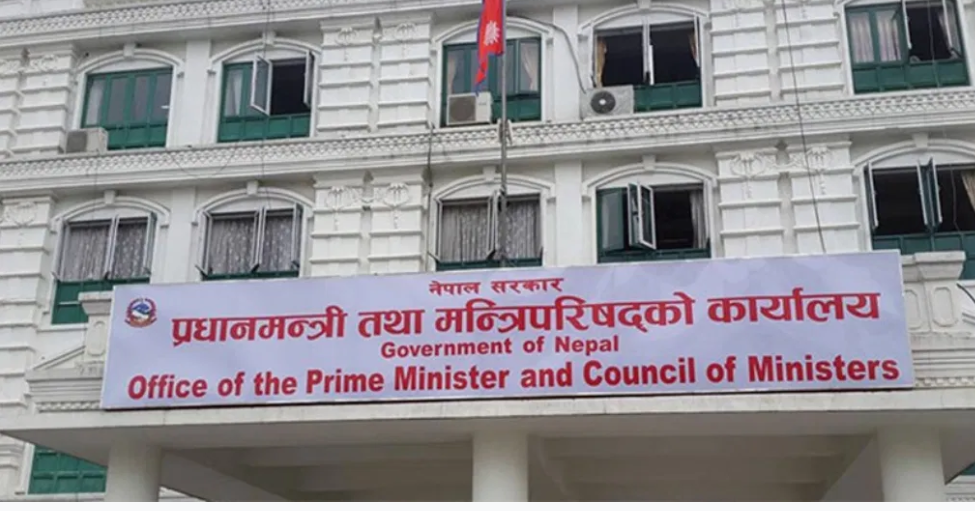 नेपाल सरकार
प्रधानमन्त्री तथा मन्त्रिपरिषद्को कार्यालय
Government of Nepal
Office of the Prime Minister and Council of Ministers